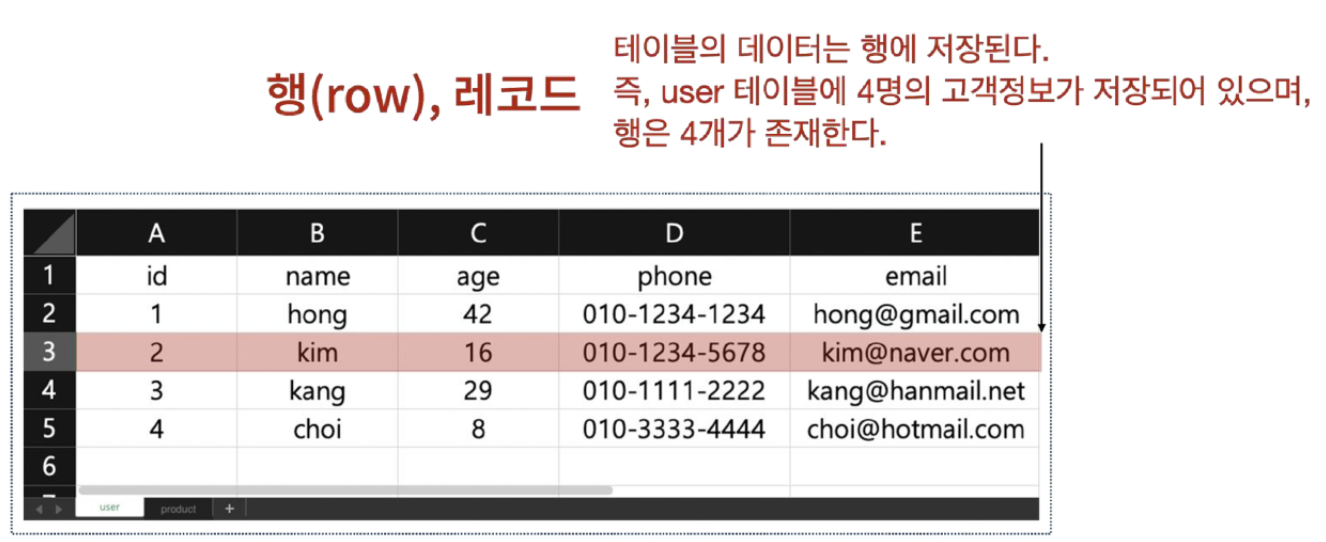 테이블의 데이터는 행에 저장된다.
행(row), 레코드
즉, user 테이블에 4명의 고객정보가 저장되어 있으며,
행은 4개가 존재한다.
A B C D E
1 id name age phone email
2 1 hong 42 010-1234-1234 hong@gmail.com
3 2 kim 16 010-1234-5678 kim@naver.com
4 3 kang 29 010-1111-2222 kang@hanmail.net
5 4 choi 8 010-3333-4444 choi@hotmail.com
6
user product +